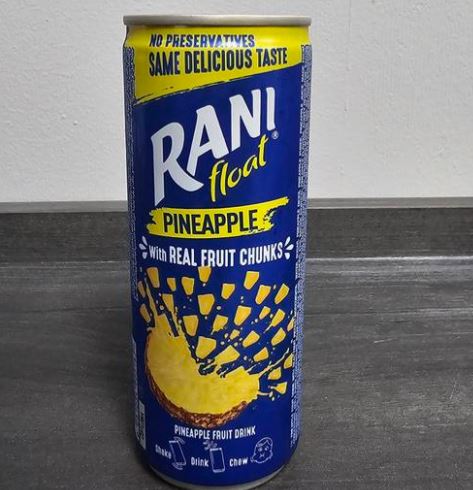 NO PRESERVATIVES
SAME DELICIOUS TASTE
RANI
float®
PINEAPPLE
With REAL FRUIT CHUNKS
PINEAPPLE FRUIT DRINK
Shake
Drink
Chew